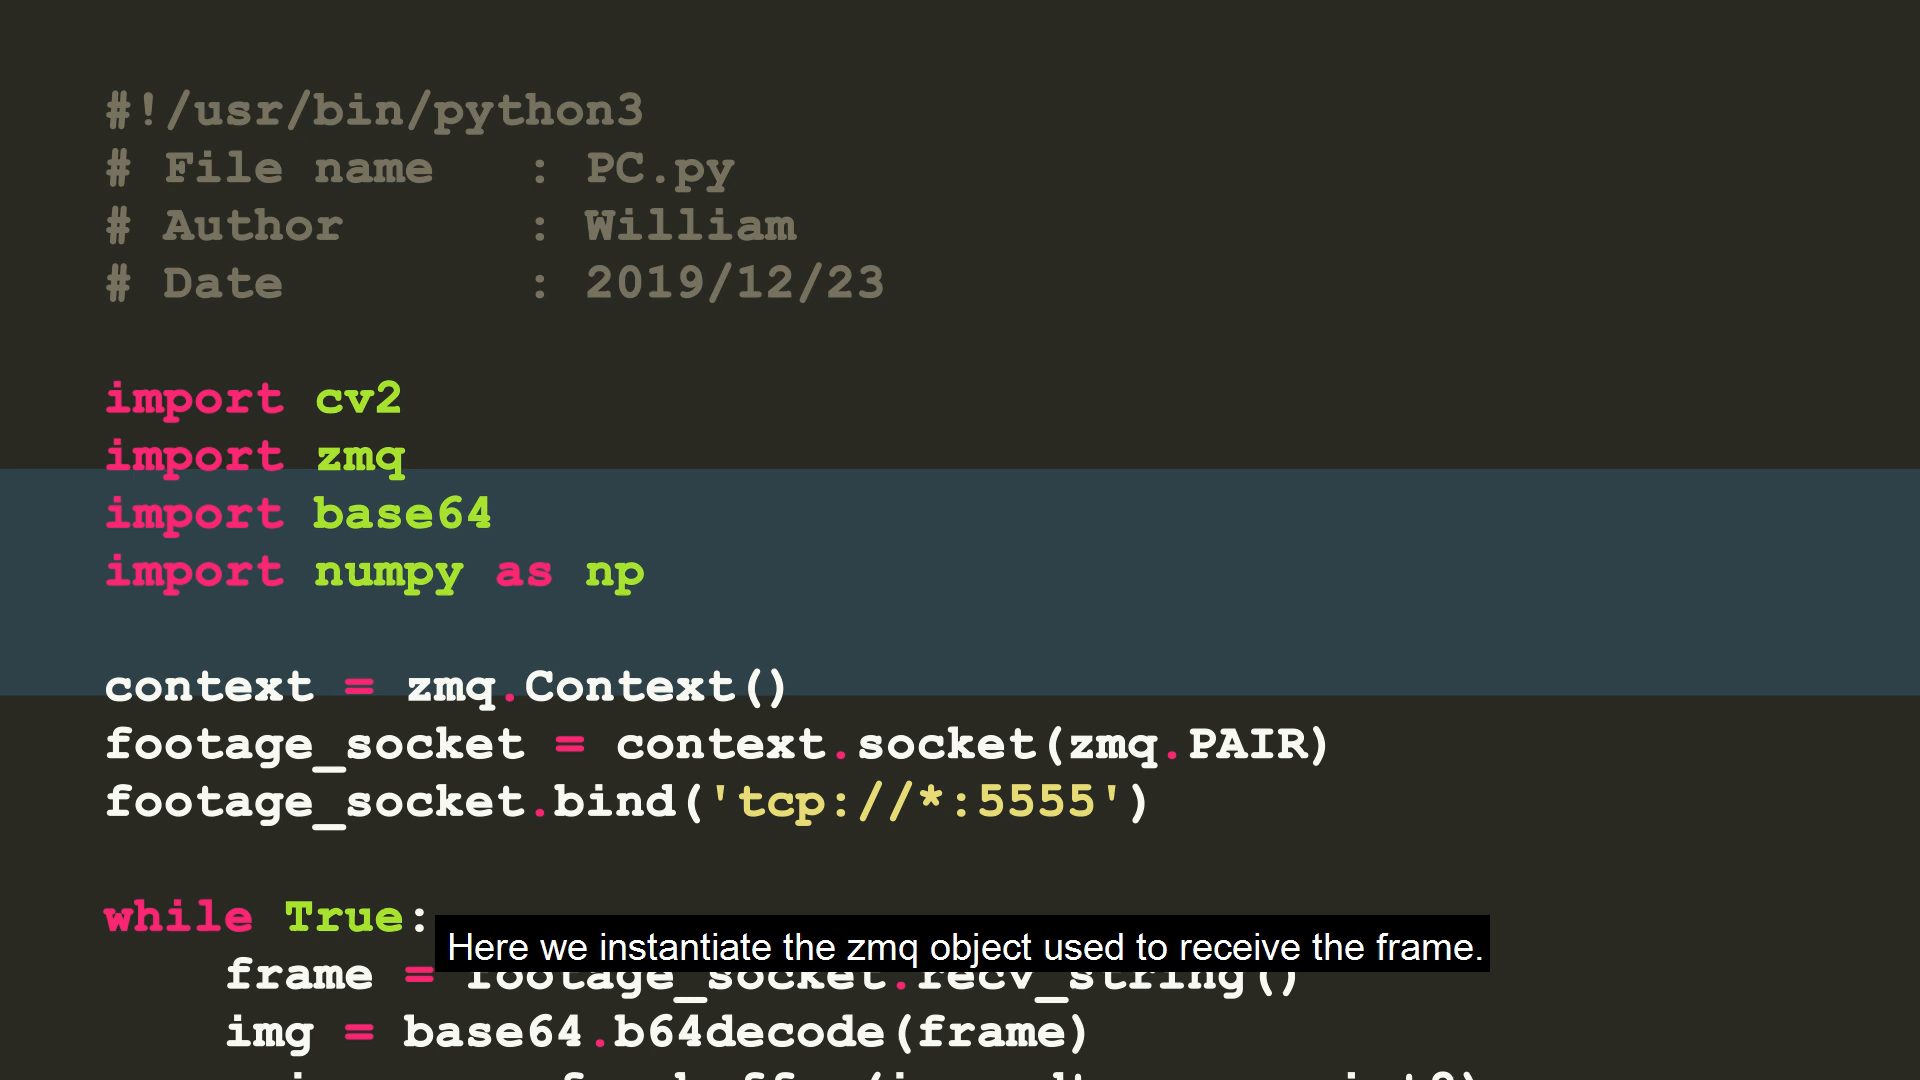 #!/usr/bin/python3
# File name   : PC.py
# Author      : William
# Date        : 2019/12/23
import cv2
import zmq
import base64
import numpy as np
context = zmq.Context()
footage_socket = context.socket(zmq.PAIR)
footage_socket.bind('tcp://*:5555')
while True:
Here we instantiate the zmq object used to receive the frame.
    frame = footage_socket.recv_string()
    img = base64.b64decode(frame)